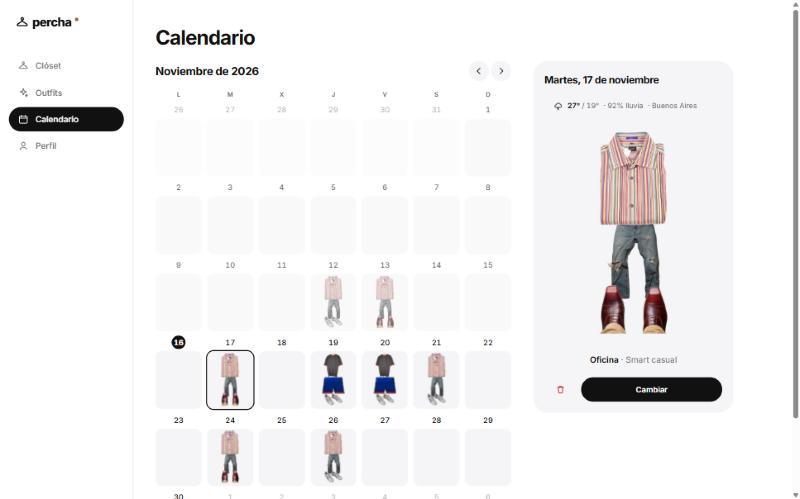 percha
Clóset
Outfits
Calendario
Perfil
Calendario
Noviembre de 2026
L M X J V S D
26 27 28 29 30 31 1
2 3 4 5 6 7 8
9 10 11 12 13 14 15
16 17 18 19 20 21 22
23 24 25 26 27 28 29
30 1 2 3 4 5 6
Martes, 17 de noviembre
27° / 19° · 92% lluvia · Buenos Aires
Oficina · Smart casual
Cambiar